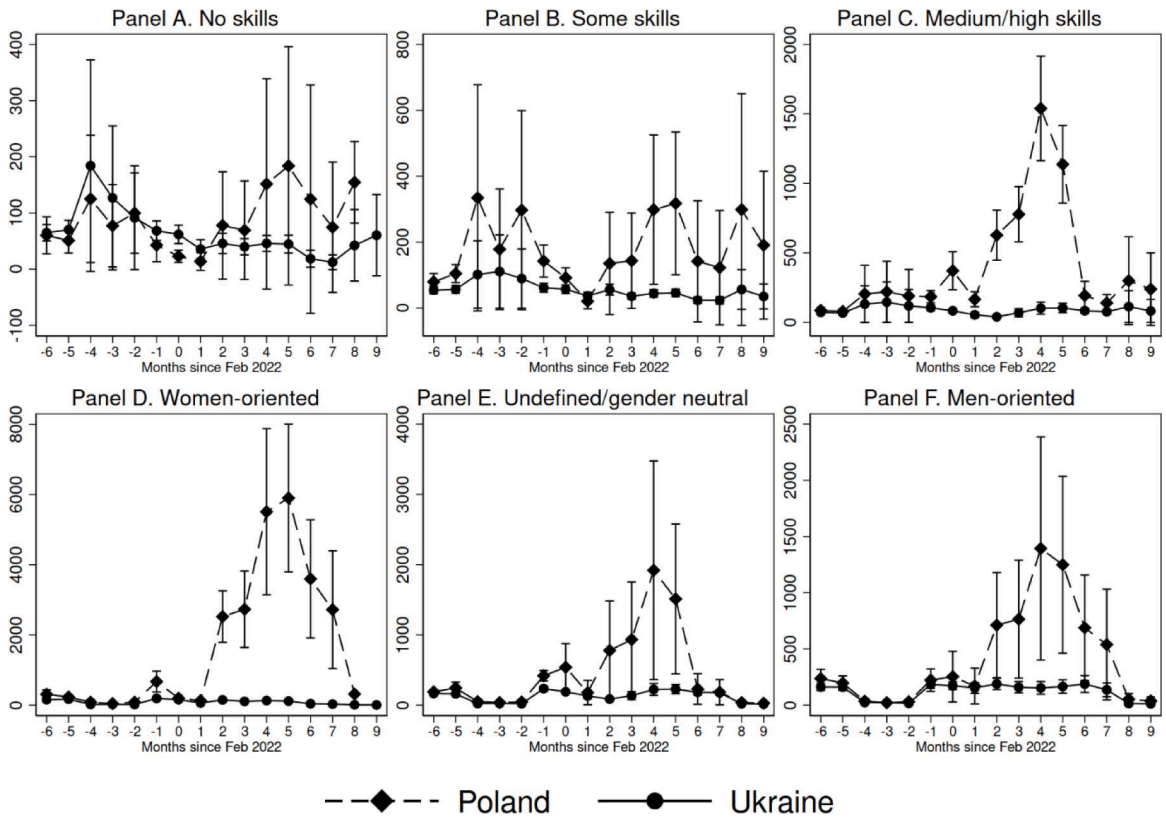 Panel A. No skills
400
300
200
100
0
-100
-6 -5 -4 -3 -2 -1 0 1 2 3 4 5 6 7 8 9
Months since Feb 2022
Panel B. Some skills
800
600
400
200
0
-6 -5 -4 -3 -2 -1 0 1 2 3 4 5 6 7 8 9
Months since Feb 2022
Panel C. Medium/high skills
2000
1500
1000
500
0
-6 -5 -4 -3 -2 -1 0 1 2 3 4 5 6 7 8 9
Months since Feb 2022
Panel D. Women-oriented
8000
6000
4000
2000
0
-6 -5 -4 -3 -2 -1 0 1 2 3 4 5 6 7 8 9
Months since Feb 2022
Panel E. Undefined/gender neutral
4000
3000
2000
1000
0
-6 -5 -4 -3 -2 -1 0 1 2 3 4 5 6 7 8 9
Months since Feb 2022
Panel F. Men-oriented
2500
2000
1500
1000
500
0
-6 -5 -4 -3 -2 -1 0 1 2 3 4 5 6 7 8 9
Months since Feb 2022
Poland Ukraine